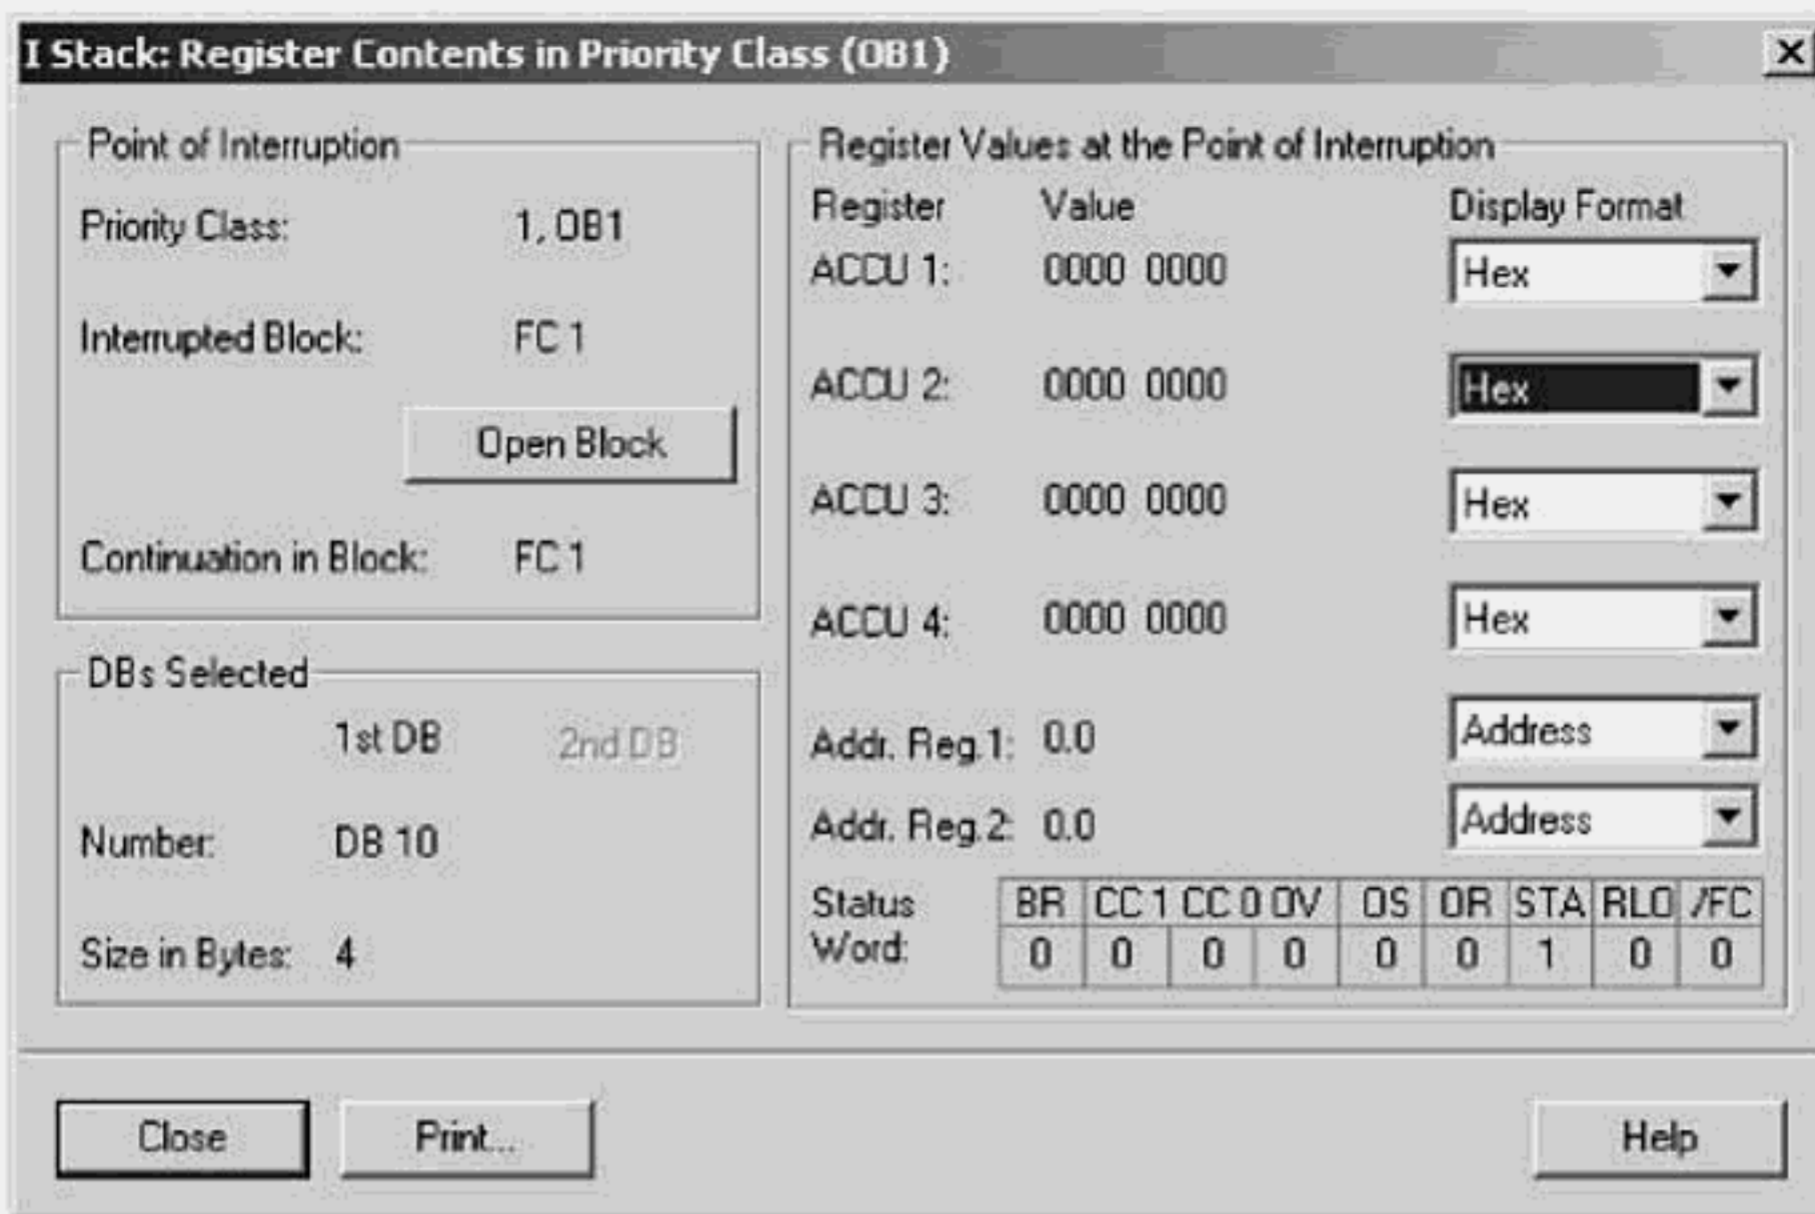 I Stack: Register Contents in Priority Class (OB1)
Point of Interruption
Priority Class: 1, OB1
Interrupted Block: FC 1
Open Block
Continuation in Block: FC 1
DBs Selected
1st DB 2nd DB
Number: DB 10
Size in Bytes: 4
Register Values at the Point of Interruption
Register Value Display Format
ACCU 1: 0000 0000 Hex
ACCU 2: 0000 0000 Hex
ACCU 3: 0000 0000 Hex
ACCU 4: 0000 0000 Hex
Addr. Reg.1: 0.0 Address
Addr. Reg.2: 0.0 Address
Status BR CC 1 CC 0 OV OS OR STA RLO /FC
Word: 0 0 0 0 0 0 1 0 0
Close Print... Help